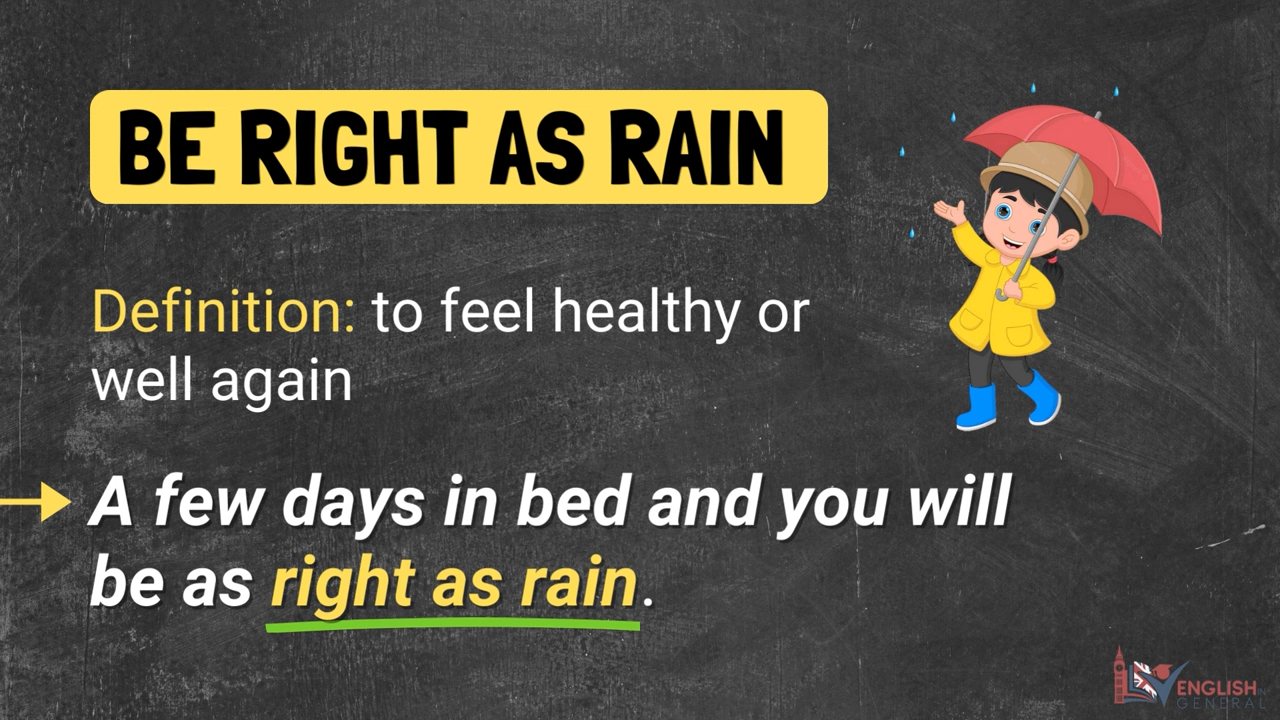 BE RIGHT AS RAIN
Definition: to feel healthy or
well again
A few days in bed and you will
be as right as rain.
ENGLISH IN
GENERAL